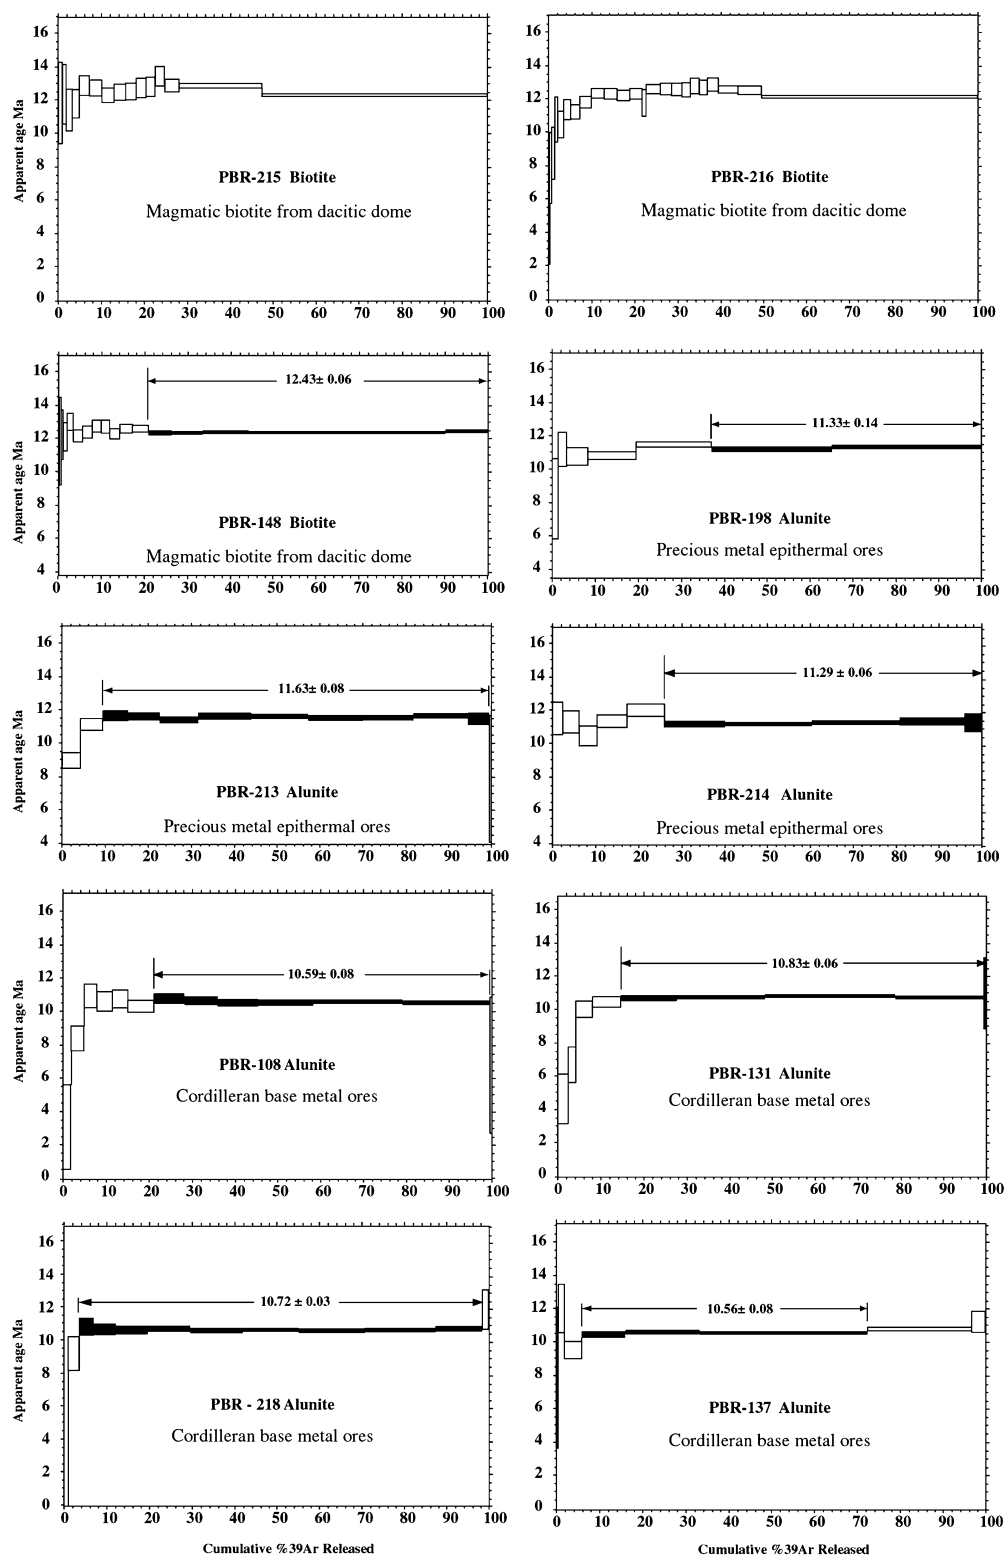 16
14
12
10
8
6
4
2
0
Apparent age Ma
PBR-215 Biotite
Magmatic biotite from dacitic dome
0 10 20 30 40 50 60 70 80 90 100
16
14
12
10
8
6
4
2
0
PBR-216 Biotite
Magmatic biotite from dacitic dome
0 10 20 30 40 50 60 70 80 90 100
16
14
12
10
8
6
4
Apparent age Ma
12.43± 0.06
PBR-148 Biotite
Magmatic biotite from dacitic dome
0 10 20 30 40 50 60 70 80 90 100
16
14
12
10
8
6
4
11.33± 0.14
PBR-198 Alunite
Precious metal epithermal ores
0 10 20 30 40 50 60 70 80 90 100
16
14
12
10
8
6
4
Apparent age Ma
11.63± 0.08
PBR-213 Alunite
Precious metal epithermal ores
0 10 20 30 40 50 60 70 80 90 100
16
14
12
10
8
6
4
11.29 ± 0.06
PBR-214 Alunite
Precious metal epithermal ores
0 10 20 30 40 50 60 70 80 90 100
16
14
12
10
8
6
4
2
0
Apparent age Ma
10.59± 0.08
PBR-108 Alunite
Cordilleran base metal ores
0 10 20 30 40 50 60 70 80 90 100
16
14
12
10
8
6
4
2
0
10.83± 0.06
PBR-131 Alunite
Cordilleran base metal ores
0 10 20 30 40 50 60 70 80 90 100
16
14
12
10
8
6
4
2
0
Apparent age Ma
10.72 ± 0.03
PBR - 218 Alunite
Cordilleran base metal ores
0 10 20 30 40 50 60 70 80 90 100
Cumulative %39Ar Released
16
14
12
10
8
6
4
2
0
10.56± 0.08
PBR-137 Alunite
Cordilleran base metal ores
0 10 20 30 40 50 60 70 80 90 100
Cumulative %39Ar Released